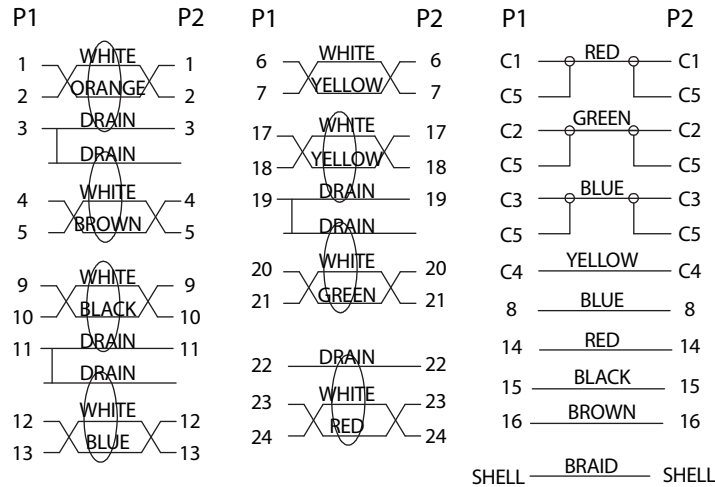 P1 P2
1 WHITE 1
2 ORANGE 2
3 DRAIN 3
DRAIN
4 WHITE 4
5 BROWN 5
9 WHITE 9
10 BLACK 10
11 DRAIN 11
DRAIN
12 WHITE 12
13 BLUE 13
P1 P2
6 WHITE 6
7 YELLOW 7
17 WHITE 17
18 YELLOW 18
19 DRAIN 19
DRAIN
20 WHITE 20
21 GREEN 21
22 DRAIN 22
23 WHITE 23
24 RED 24
P1 P2
C1 RED C1
C5 C5
C2 GREEN C2
C5 C5
C3 BLUE C3
C5 C5
C4 YELLOW C4
8 BLUE 8
14 RED 14
15 BLACK 15
16 BROWN 16
SHELL BRAID SHELL